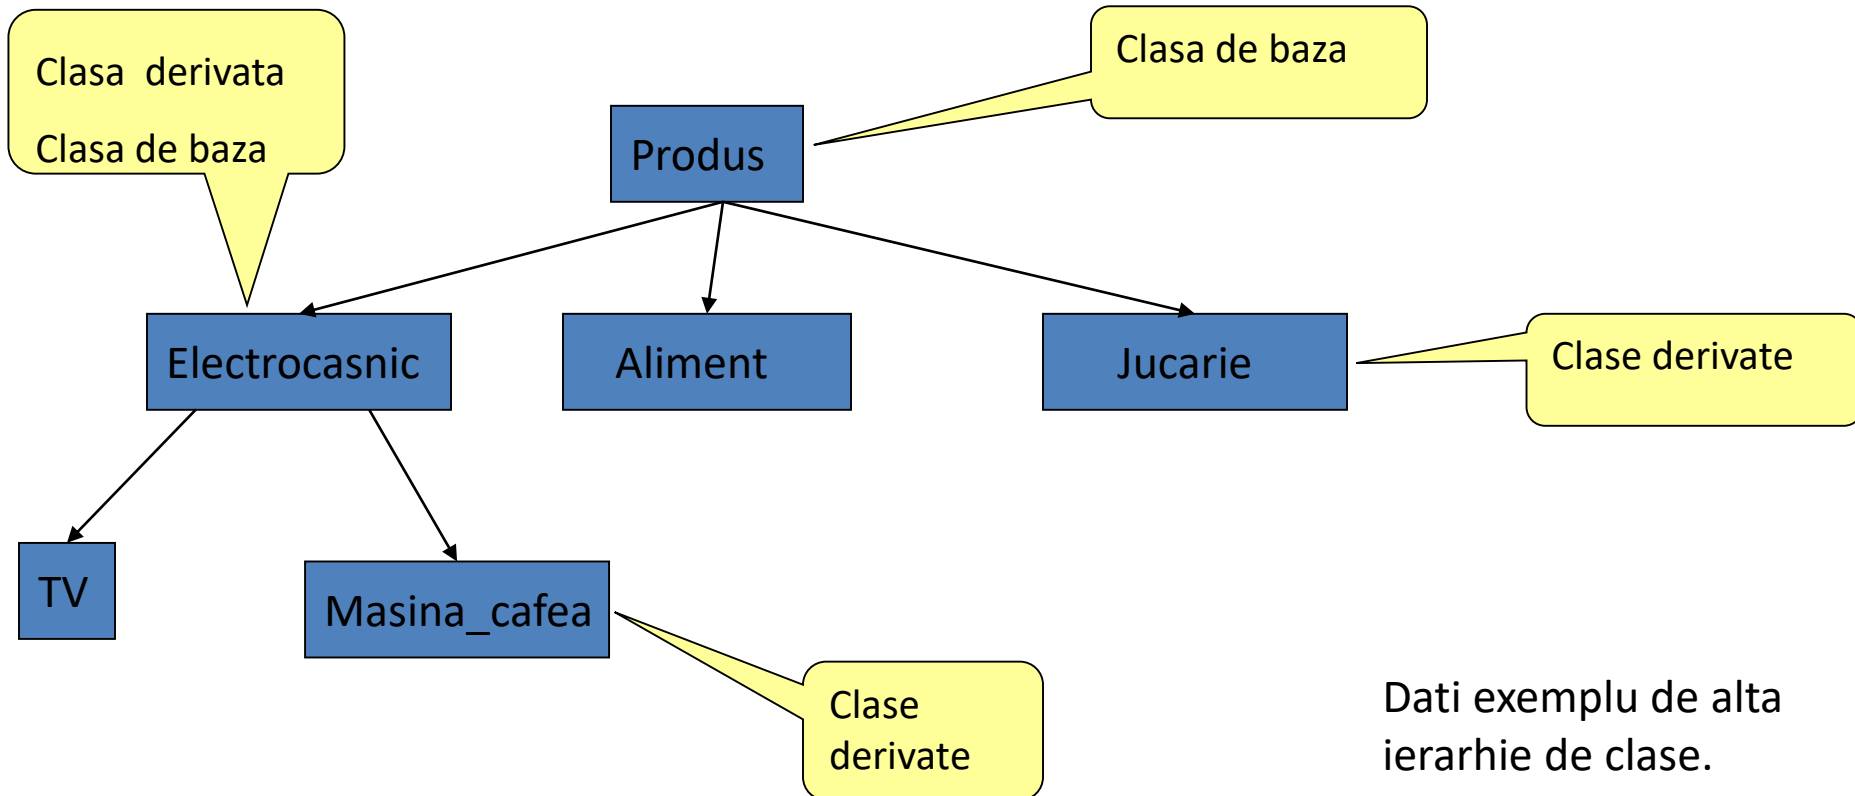 Clasa derivata
Clasa de baza
Clasa de baza
Produs
Electrocasnic
Aliment
Jucarie
Clase derivate
TV
Masina_cafea
Clase
derivate
Dati exemplu de alta
ierarhie de clase.